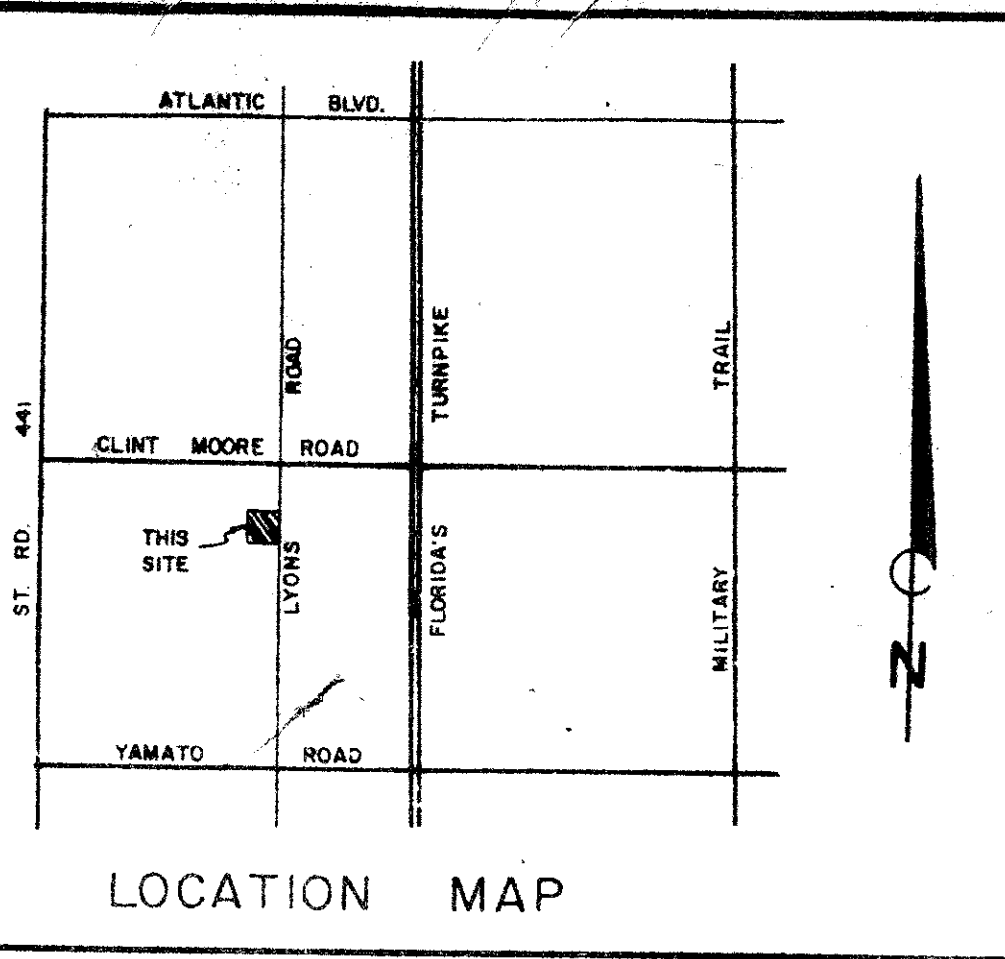 ATLANTIC BLVD.
ROAD
TURNPIKE
TRAIL
ST. RD. 441
CLINT MOORE ROAD
THIS
SITE
LYONS
FLORIDA'S
MILITARY
N
YAMATO ROAD
LOCATION MAP